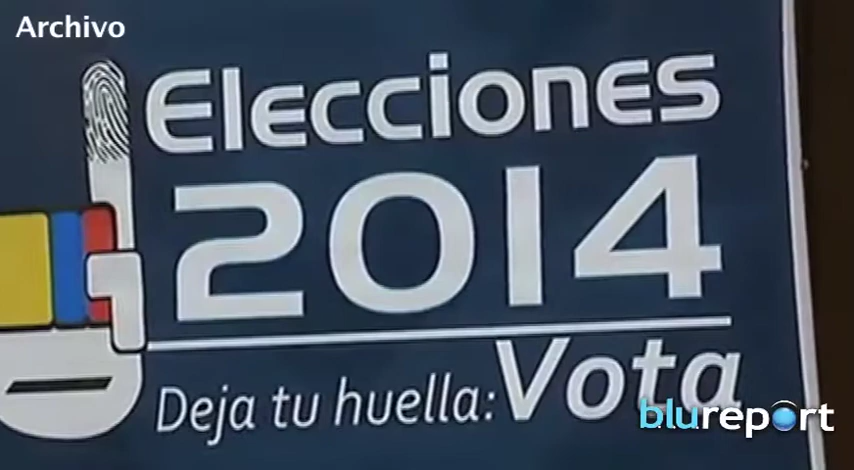 Archivo
Elecciones
2014
Deja tu huella: Vota
blureport